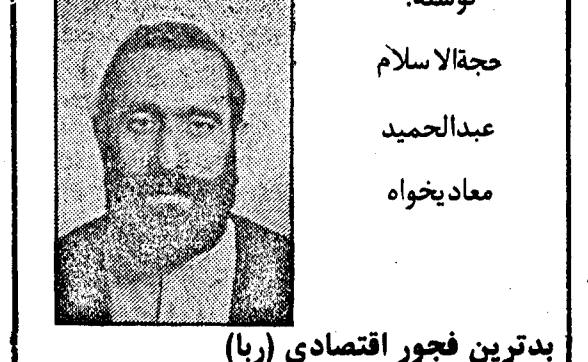 نوشته:
حجةالاسلام
عبدالحمید
معادیخواه
بدترین فجور اقتصادی (ربا)